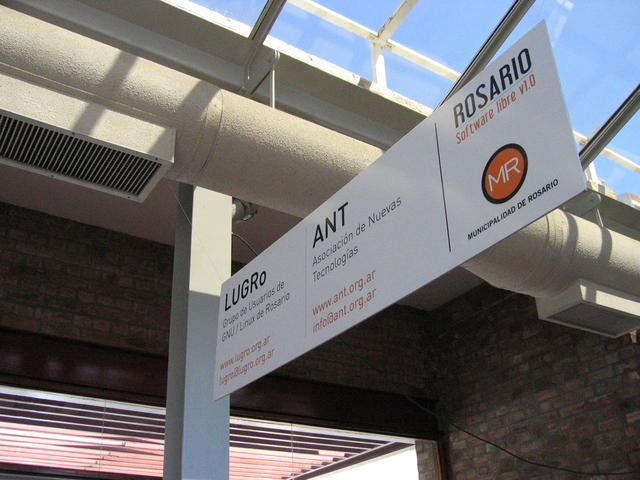 LUGRo
Grupo de Usuarios de
GNU / Linux de Rosario
www.lugro.org.ar
lugro@lugro.org.ar
ANT
Asociación de Nuevas
Tecnologías
www.ant.org.ar
info@ant.org.ar
ROSARIO
Software libre v1.0
MR
MUNICIPALIDAD DE ROSARIO